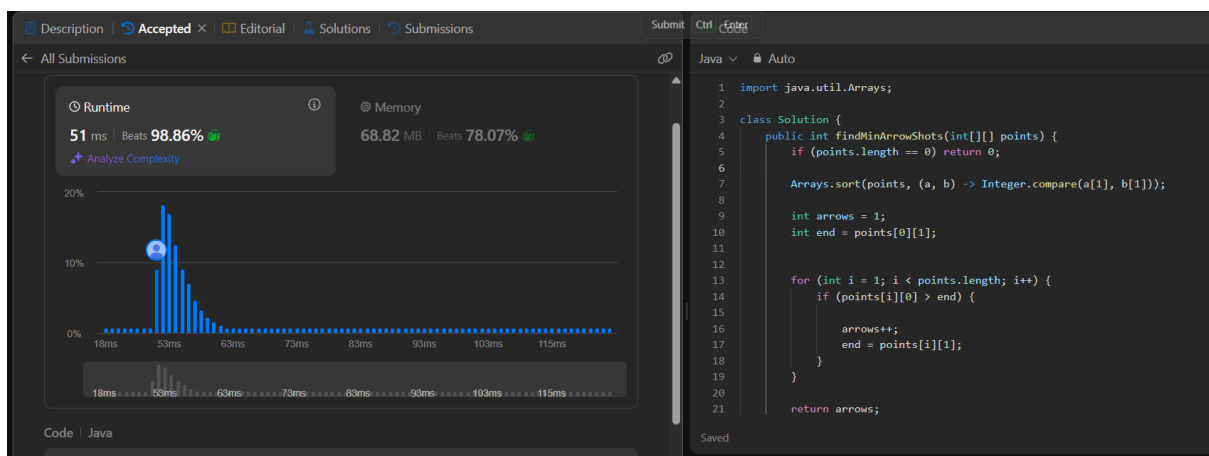 Description | Accepted × | Editorial | Solutions | Submissions
Submit Ctrl Enter
Code
← All Submissions
Java Auto
Runtime
51 ms | Beats 98.86%
Analyze Complexity
Memory
68.82 MB | Beats 78.07%
20%
10%
0%
18ms 53ms 63ms 73ms 83ms 93ms 103ms 115ms
18ms 53ms 63ms 73ms 83ms 93ms 103ms 115ms
Code | Java
1 import java.util.Arrays;
2
3 class Solution {
4 public int findMinArrowShots(int[][] points) {
5 if (points.length == 0) return 0;
6
7 Arrays.sort(points, (a, b) -> Integer.compare(a[1], b[1]));
8
9 int arrows = 1;
10 int end = points[0][1];
11
12
13 for (int i = 1; i < points.length; i++) {
14 if (points[i][0] > end) {
15
16 arrows++;
17 end = points[i][1];
18 }
19 }
20
21 return arrows;
Saved